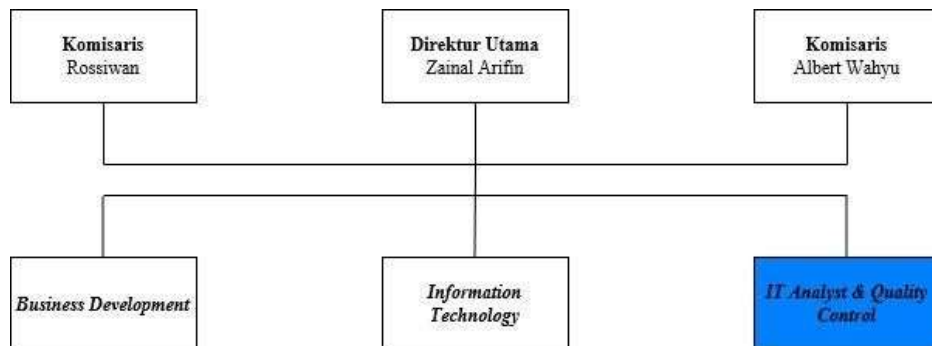 Komisaris
Rossiwan
Direktur Utama
Zainal Arifin
Komisaris
Albert Wahyu
Business Development
Information
Technology
IT Analyst & Quality
Control